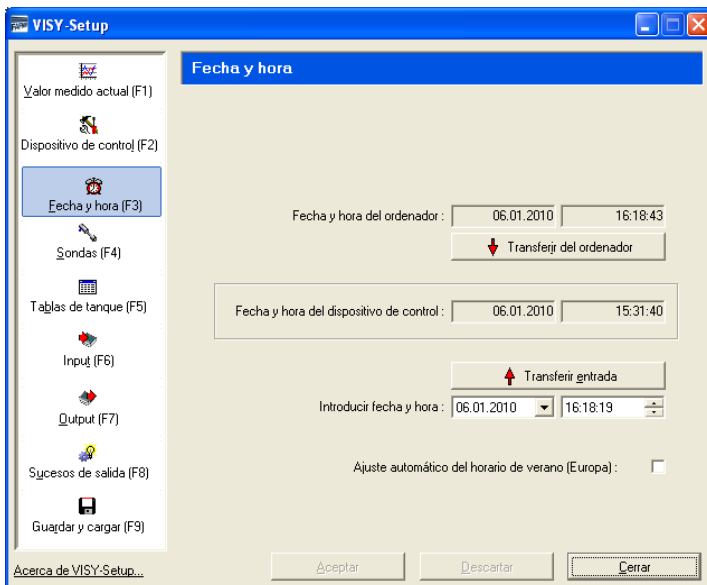 VISY-Setup
Valor medido actual (F1)
Dispositivo de control (F2)
Fecha y hora (F3)
Sondas (F4)
Tablas de tanque (F5)
Input (F6)
Output (F7)
Sucesos de salida (F8)
Guardar y cargar (F9)
Acerca de VISY-Setup...
Fecha y hora
Fecha y hora del ordenador : 06.01.2010 16:18:43
Transferir del ordenador
Fecha y hora del dispositivo de control : 06.01.2010 15:31:40
Transferir entrada
Introducir fecha y hora : 06.01.2010 16:18:19
Ajuste automático del horario de verano (Europa) :
Aceptar Descartar Cerrar